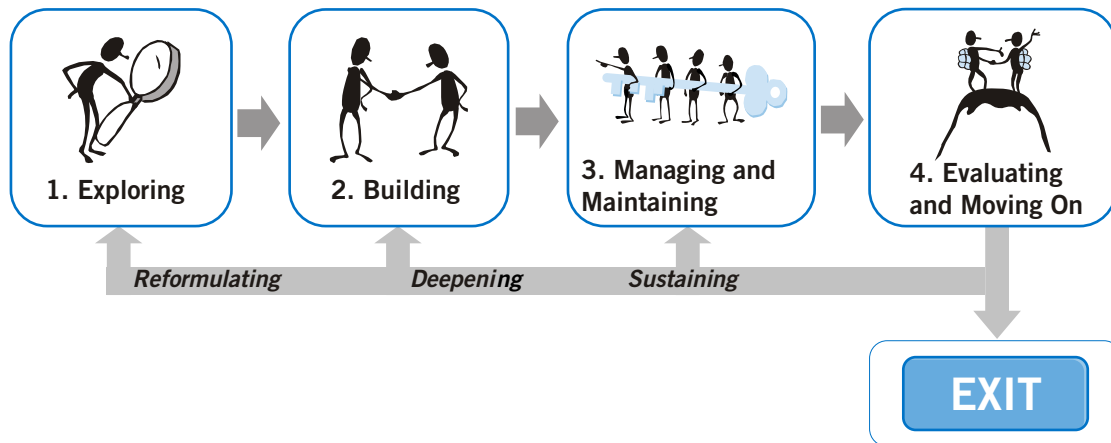 1. Exploring
2. Building
3. Managing and
Maintaining
4. Evaluating
and Moving On
Reformulating
Deepening
Sustaining
EXIT